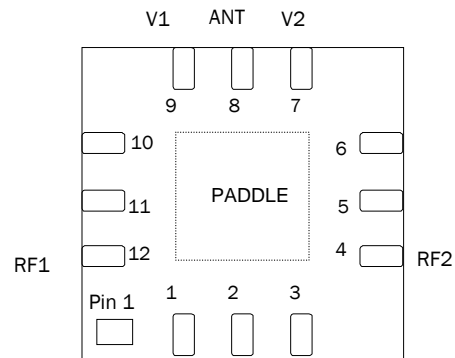 V1 ANT V2
9 8 7
10 6
PADDLE
11 5
12 4
RF1 RF2
Pin 1 1 2 3